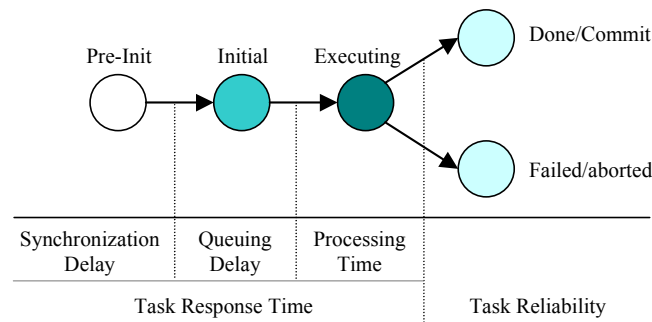 Done/Commit
Pre-Init
Initial
Executing
Failed/aborted
Synchronization
Delay
Queuing
Delay
Processing
Time
Task Response Time
Task Reliability